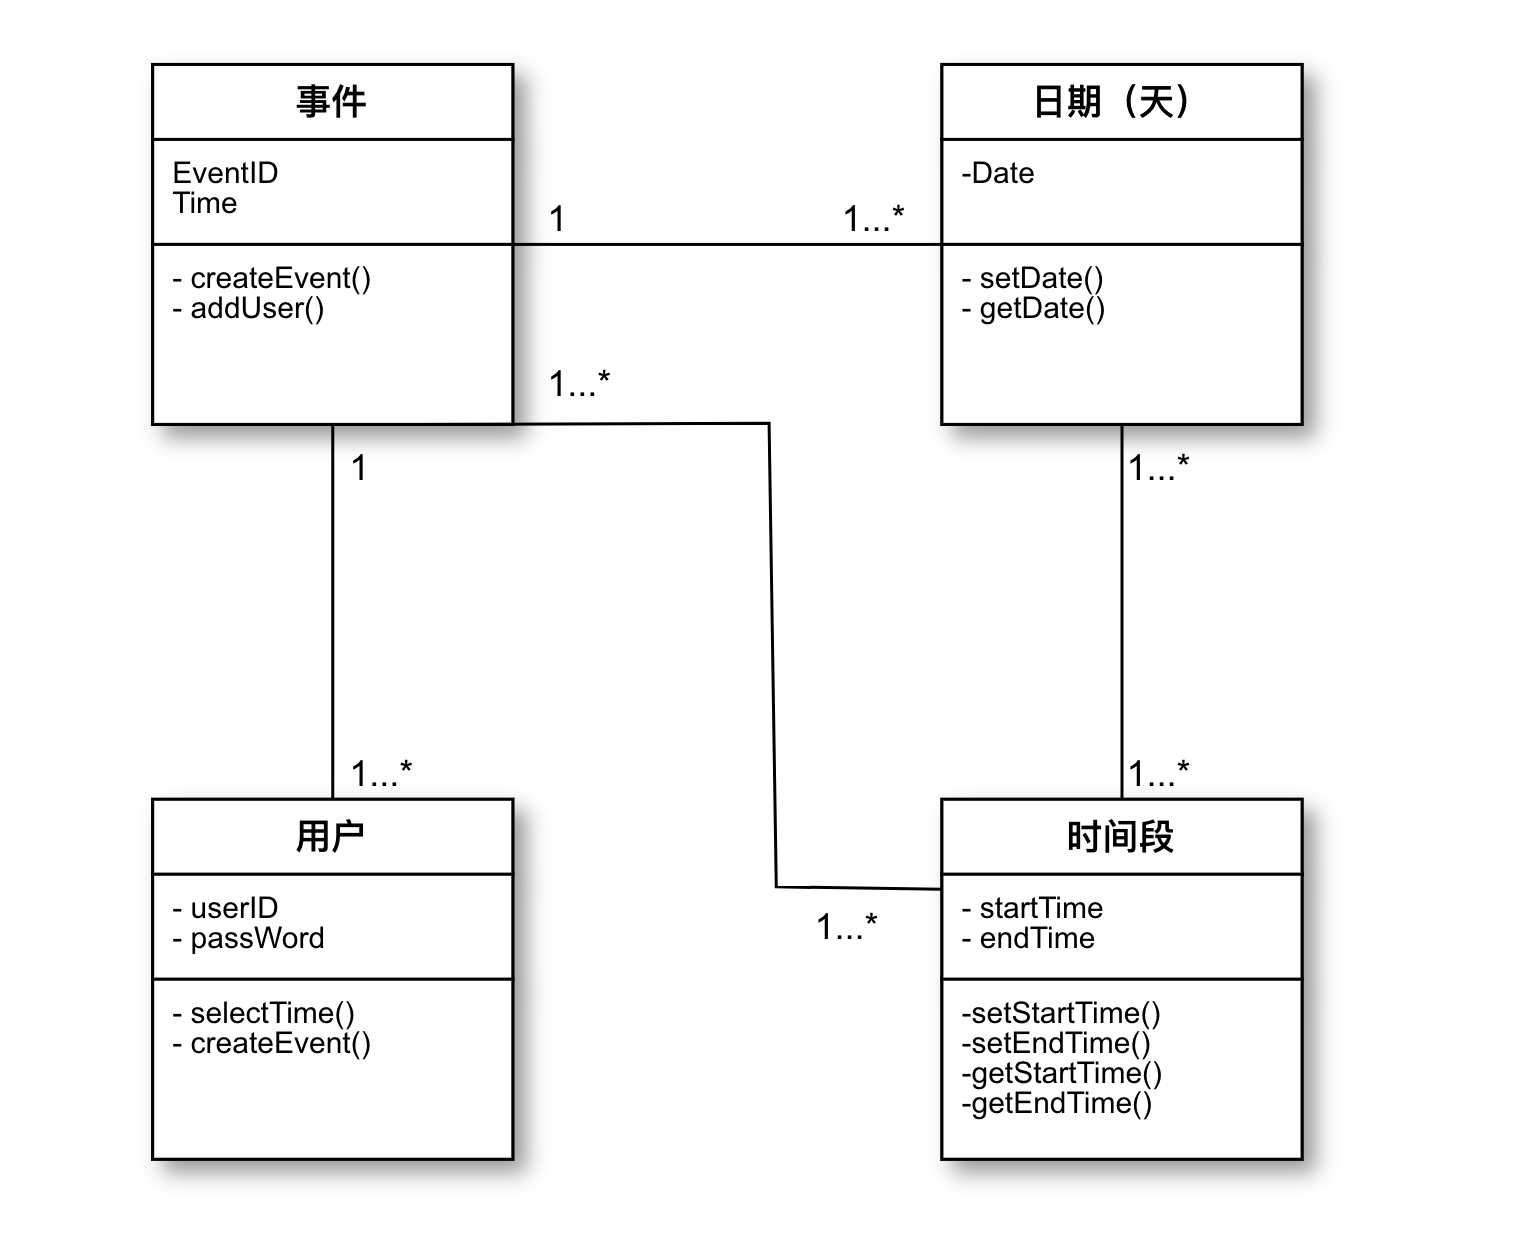 事件
EventID
Time
- createEvent()
- addUser()
1
1...*
日期（天）
-Date
- setDate()
- getDate()
1...*
1
1...*
1...*
1...*
用户
- userID
- passWord
- selectTime()
- createEvent()
1...*
时间段
- startTime
- endTime
-setStartTime()
-setEndTime()
-getStartTime()
-getEndTime()